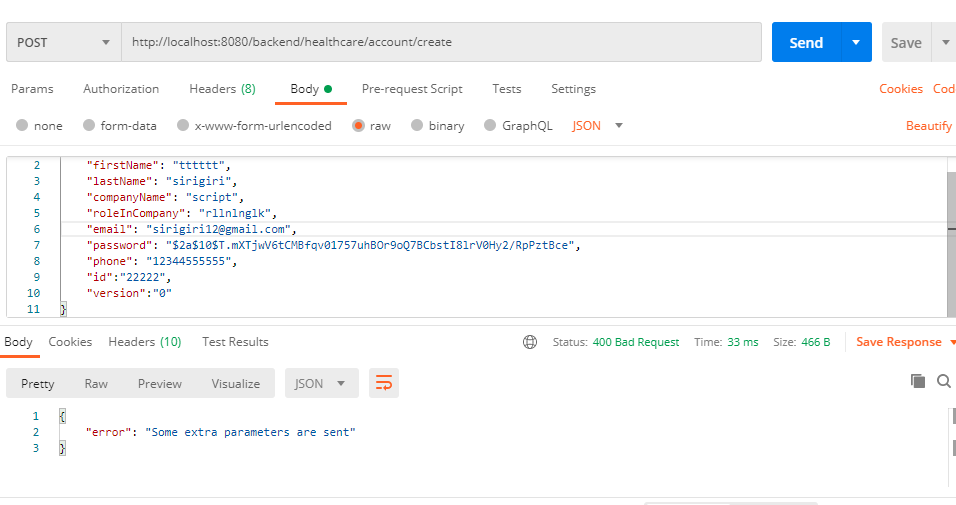 POST http://localhost:8080/backend/healthcare/account/create Send Save
Params Authorization Headers (8) Body Pre-request Script Tests Settings Cookies Cod
none form-data x-www-form-urlencoded raw binary GraphQL JSON Beautify
2 "firstName": "tttttt",
3 "lastName": "sirigiri",
4 "companyName": "script",
5 "roleInCompany": "rllnlnglk",
6 "email": "sirigiri12@gmail.com",
7 "password": "$2a$10$T.mXTjwV6tCMBfqv01757uhBOr9oQ7BCbstI8lrV0Hy2/RpPztBce",
8 "phone": "12344555555",
9 "id":"22222",
10 "version":"0"
11 }
Body Cookies Headers (10) Test Results Status: 400 Bad Request Time: 33 ms Size: 466 B Save Response
Pretty Raw Preview Visualize JSON
1 {
2 "error": "Some extra parameters are sent"
3 }